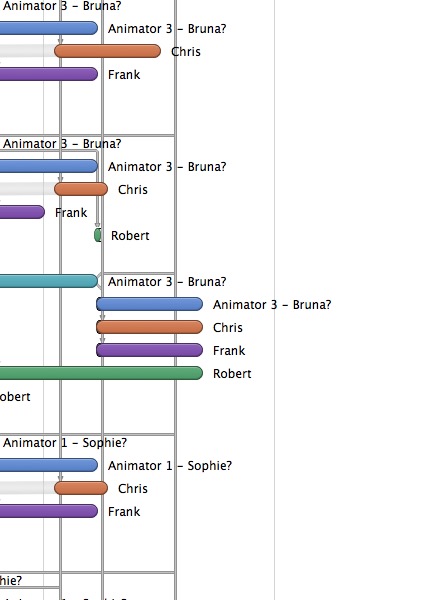 Animator 3 – Bruna?
Animator 3 – Bruna?
Chris
Frank
Animator 3 – Bruna?
Animator 3 – Bruna?
Chris
Frank
Robert
Animator 3 – Bruna?
Animator 3 – Bruna?
Chris
Frank
Robert
obert
Animator 1 – Sophie?
Animator 1 – Sophie?
Chris
Frank
hie?